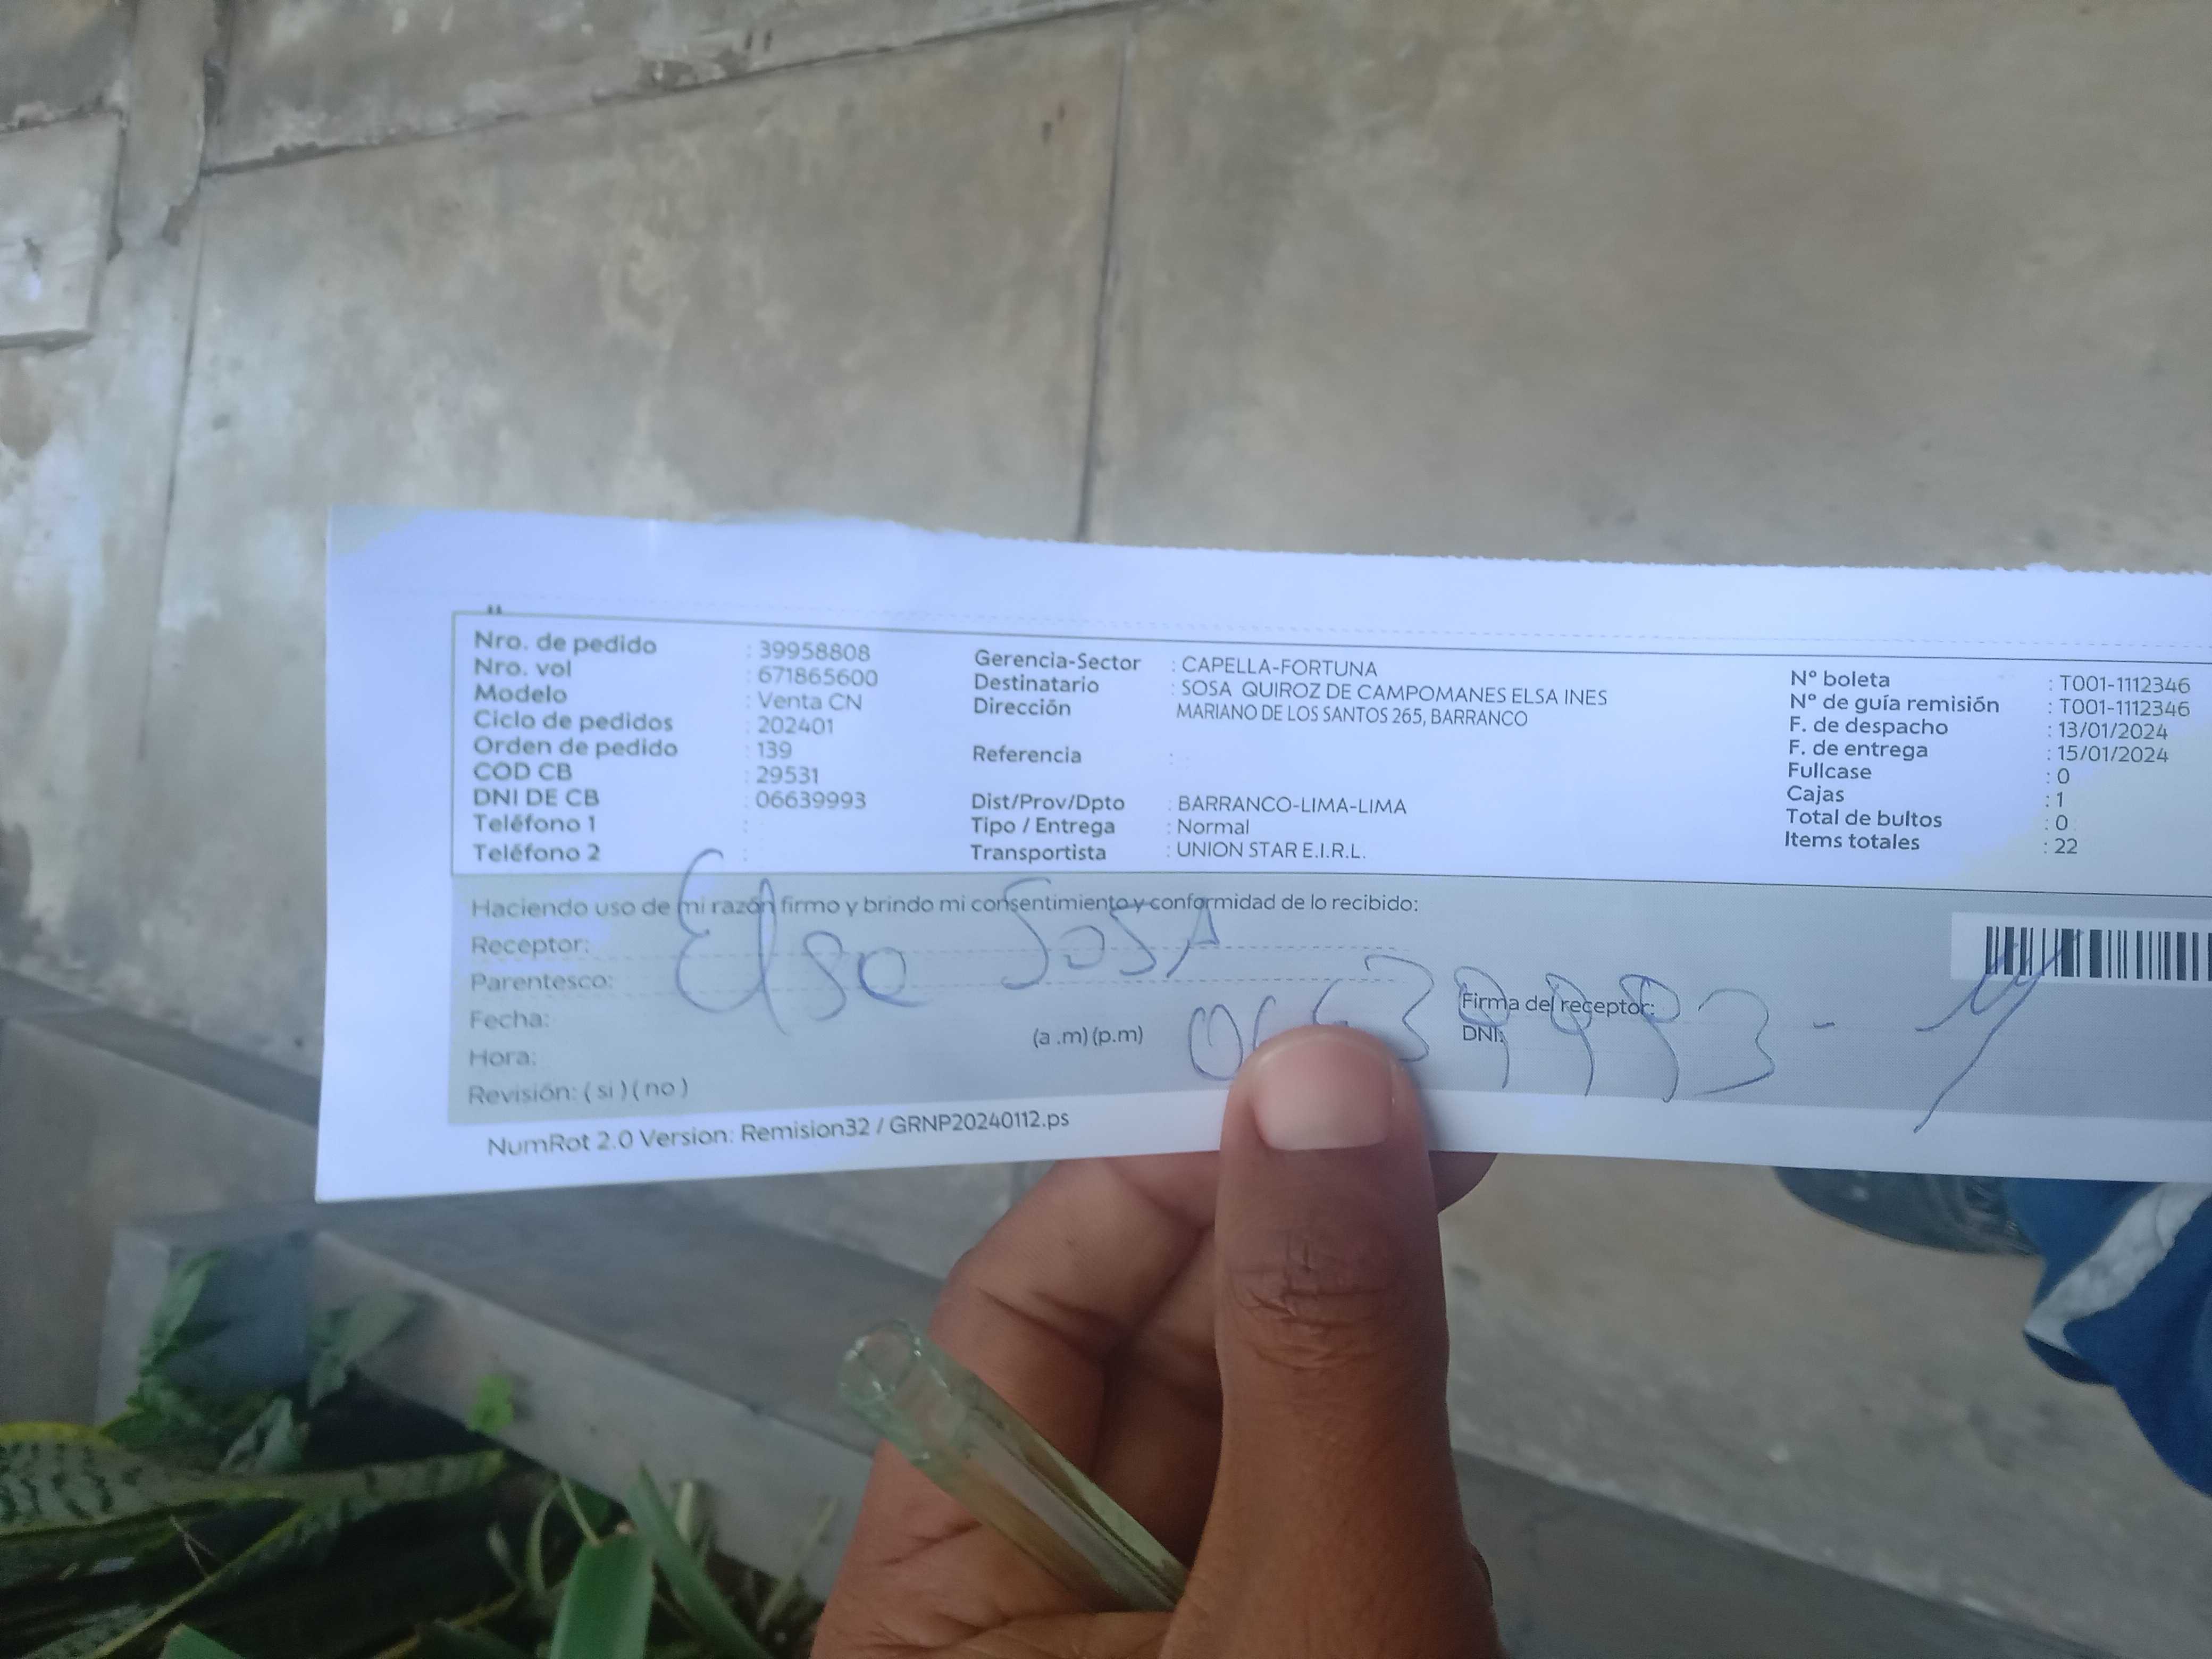 Nro. de pedido : 39958808
Nro. vol : 671865600
Modelo : Venta CN
Ciclo de pedidos : 202401
Orden de pedido : 139
COD CB : 29531
DNI DE CB : 06639993
Teléfono 1 :
Teléfono 2 :
Gerencia-Sector : CAPELLA-FORTUNA
Destinatario : SOSA QUIROZ DE CAMPOMANES ELSA INES
Dirección MARIANO DE LOS SANTOS 265, BARRANCO
Referencia :
Dist/Prov/Dpto : BARRANCO-LIMA-LIMA
Tipo / Entrega : Normal
Transportista : UNION STAR E.I.R.L.
N° boleta : T001-1112346
N° de guía remisión : T001-1112346
F. de despacho : 13/01/2024
F. de entrega : 15/01/2024
Fullcase : 0
Cajas : 1
Total de bultos : 0
Items totales : 22
Haciendo uso de mi razón firmo y brindo mi consentimiento y conformidad de lo recibido:
Receptor: Elsa SOSA
Parentesco:
Fecha:
Hora: (a .m) (p.m)
Revisión: ( si ) ( no )
Firma del receptor:
DNI:
NumRot 2.0 Version: Remision32 / GRNP20240112.ps